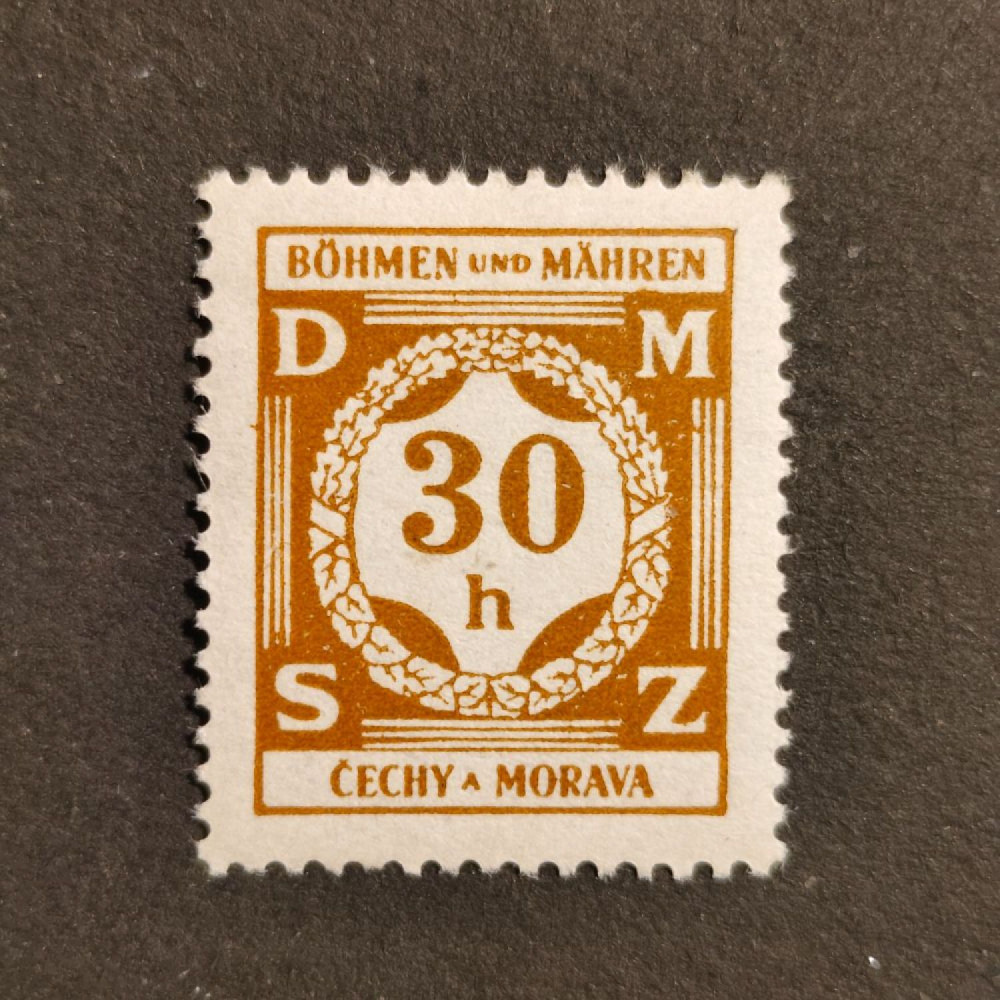 BÖHMEN UND MÄHREN
D M
30
h
S Z
ČECHY A MORAVA